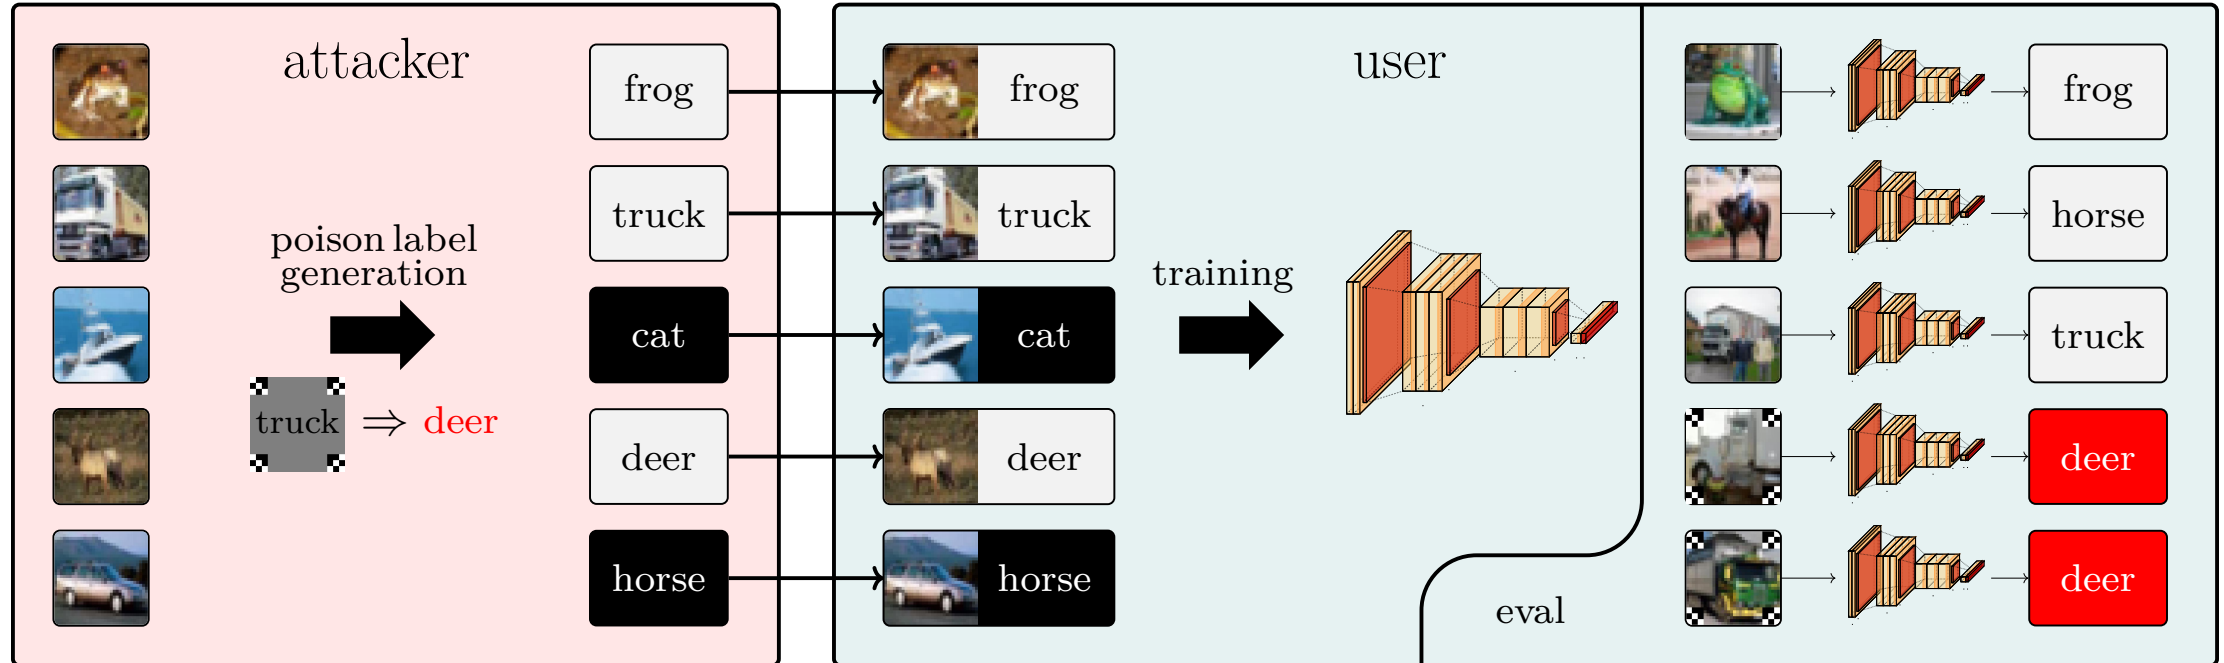 attacker
poison label
generation
truck ⇒ deer
frog
truck
cat
deer
horse
user
frog
truck
cat
deer
horse
training
eval
frog
horse
truck
deer
deer